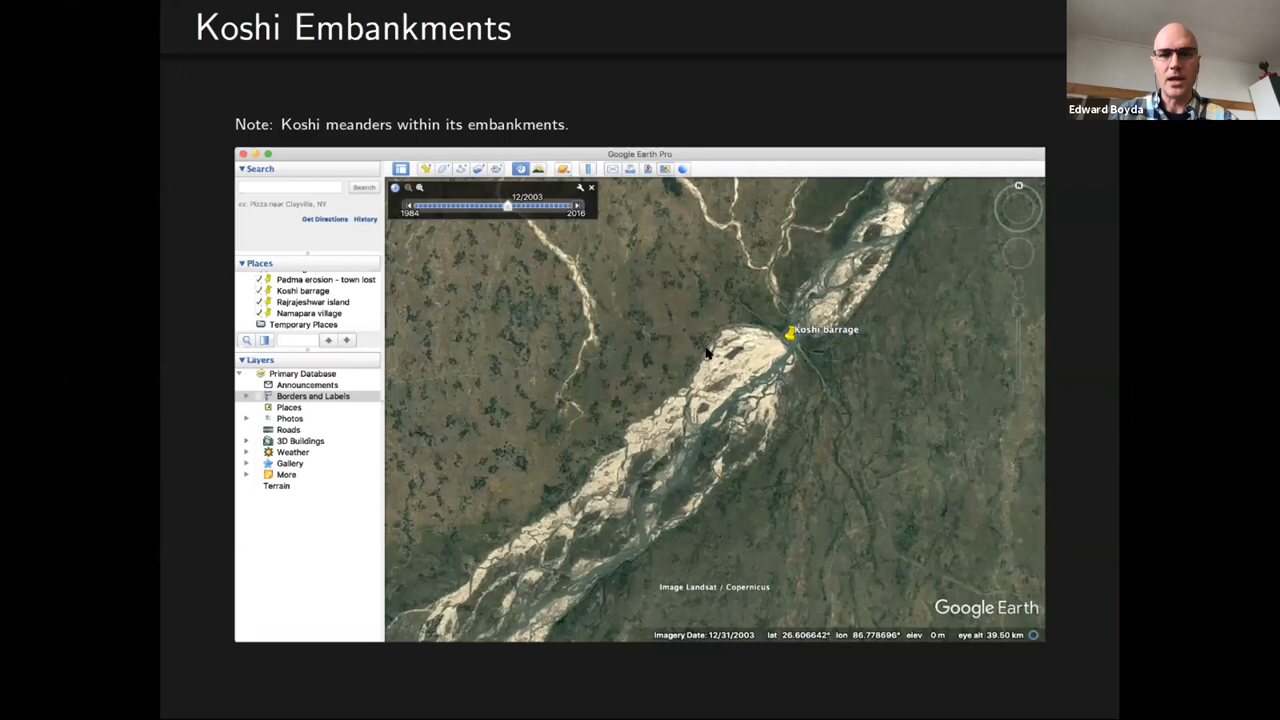 Koshi Embankments
Edward Boyda
Note: Koshi meanders within its embankments.
Google Earth Pro
Search
Search
ex: Pizza near Clayville, NY
Get Directions History
Places
Padma erosion - town lost
Koshi barrage
Rajrajeshwar island
Namapara village
Temporary Places
Layers
Primary Database
Announcements
Borders and Labels
Places
Photos
Roads
3D Buildings
Weather
Gallery
More
Terrain
12/2003
1984
2016
N
Koshi barrage
Image Landsat / Copernicus
Google Earth
Imagery Date: 12/31/2003 lat 26.606642° lon 86.778696° elev 0 m eye alt 39.50 km